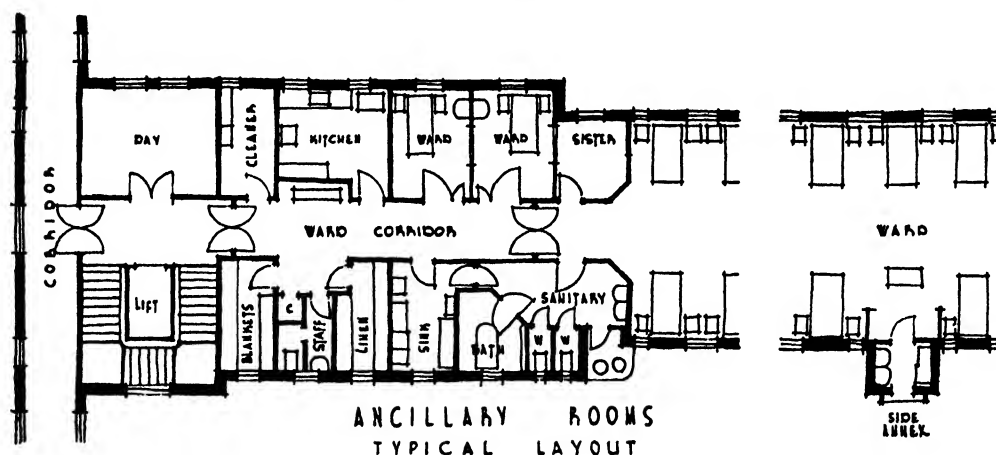 CORRIDOR
DAY
CLEANER
KITCHEN
WARD
WARD
SISTER
WARD CORRIDOR
WARD
LIFT
BLANKETS
C
STAFF
LINEN
SINK
BATH
SANITARY
W
W
SIDE
ANNEX
ANCILLARY ROOMS
TYPICAL LAYOUT